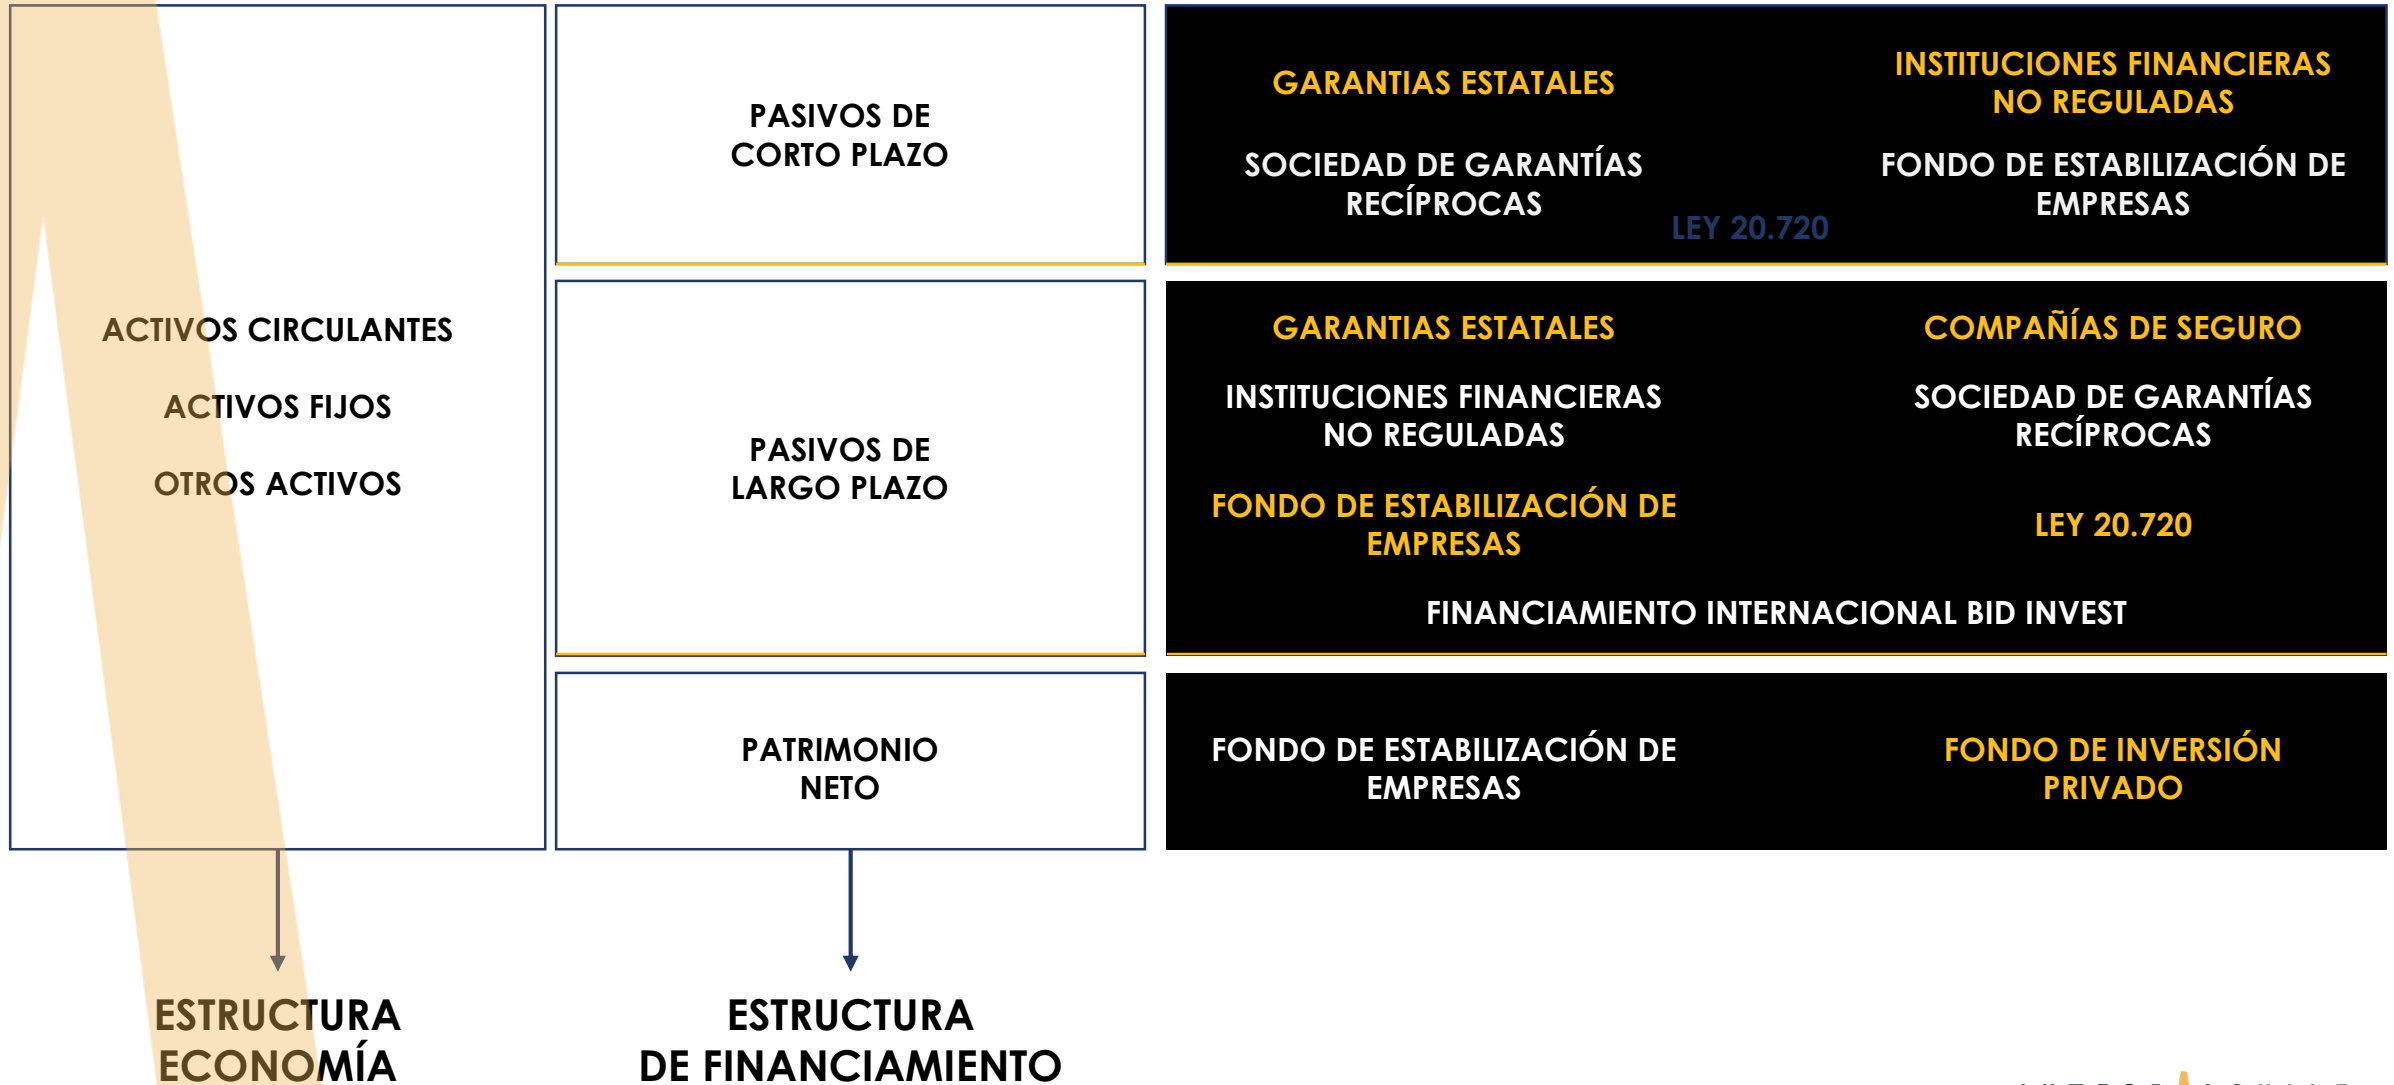 ACTIVOS CIRCULANTES
ACTIVOS FIJOS
OTROS ACTIVOS
PASIVOS DE
CORTO PLAZO
GARANTIAS ESTATALES
INSTITUCIONES FINANCIERAS
NO REGULADAS
SOCIEDAD DE GARANTÍAS
RECÍPROCAS
FONDO DE ESTABILIZACIÓN DE
EMPRESAS
LEY 20.720
PASIVOS DE
LARGO PLAZO
GARANTIAS ESTATALES
COMPAÑÍAS DE SEGURO
INSTITUCIONES FINANCIERAS
NO REGULADAS
SOCIEDAD DE GARANTÍAS
RECÍPROCAS
FONDO DE ESTABILIZACIÓN DE
EMPRESAS
LEY 20.720
FINANCIAMIENTO INTERNACIONAL BID INVEST
PATRIMONIO
NETO
FONDO DE ESTABILIZACIÓN DE
EMPRESAS
FONDO DE INVERSIÓN
PRIVADO
ESTRUCTURA
ECONOMÍA
ESTRUCTURA
DE FINANCIAMIENTO